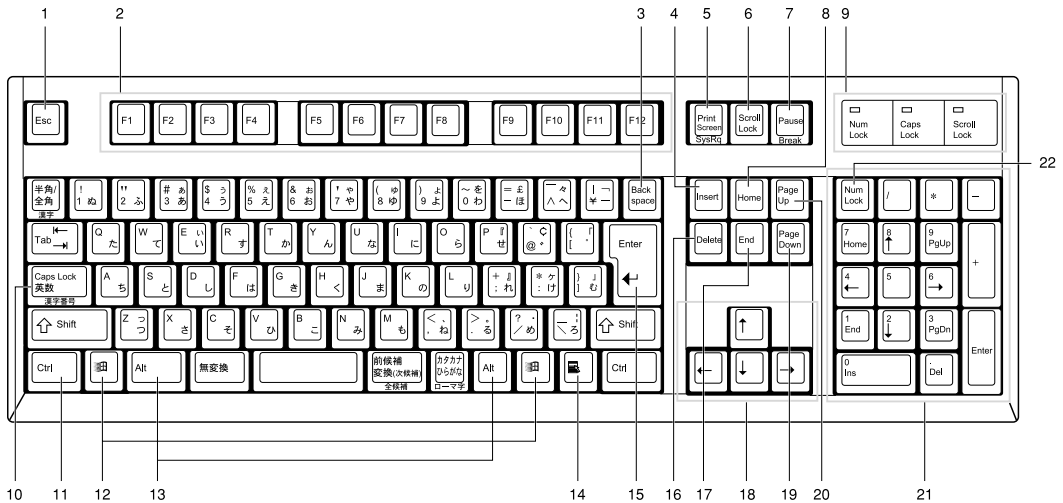 1 2 3 4 5 6 7 8 9
Esc F1 F2 F3 F4 F5 F6 F7 F8 F9 F10 F11 F12 Print Screen SysRq Scroll Lock Pause Break Num Lock Caps Lock Scroll Lock
22
半角/全角 漢字 ! 1 ぬ " 2 ふ # ぁ 3 あ $ ぅ 4 う % ぇ 5 え & ぉ 6 お ' ゃ 7 や ( ゅ 8 ゆ ) ょ 9 よ ~ を 0 わ = £ - ほ ¯ 々 ^ へ | ¬ ¥ ー Back space Insert Home Page Up Num Lock / * -
Tab Q た W て E ぃ い R す T か Y ん U な I に O ら P 『 せ ` ¢ @ ゛ { 「 [ ゜ Enter Delete End Page Down 7 Home 8 ↑ 9 PgUp +
Caps Lock 英数 漢字番号 A ち S と D し F は G き H く J ま K の L り + 』 ; れ * ヶ : け } 」 ] む 4 ← 5 6 →
⇧ Shift Z っ つ X さ C そ V ひ B こ N み M も < 、 , ね > 。 . る ? ・ / め _ \ ろ ⇧ Shift ↑ 1 End 2 ↓ 3 PgDn Enter
Ctrl Alt 無変換 前候補 変換(次候補) 全候補 カタカナ ひらがな ローマ字 Alt Ctrl ← ↓ → 0 Ins . Del
10 11 12 13 14 15 16 17 18 19 20 21